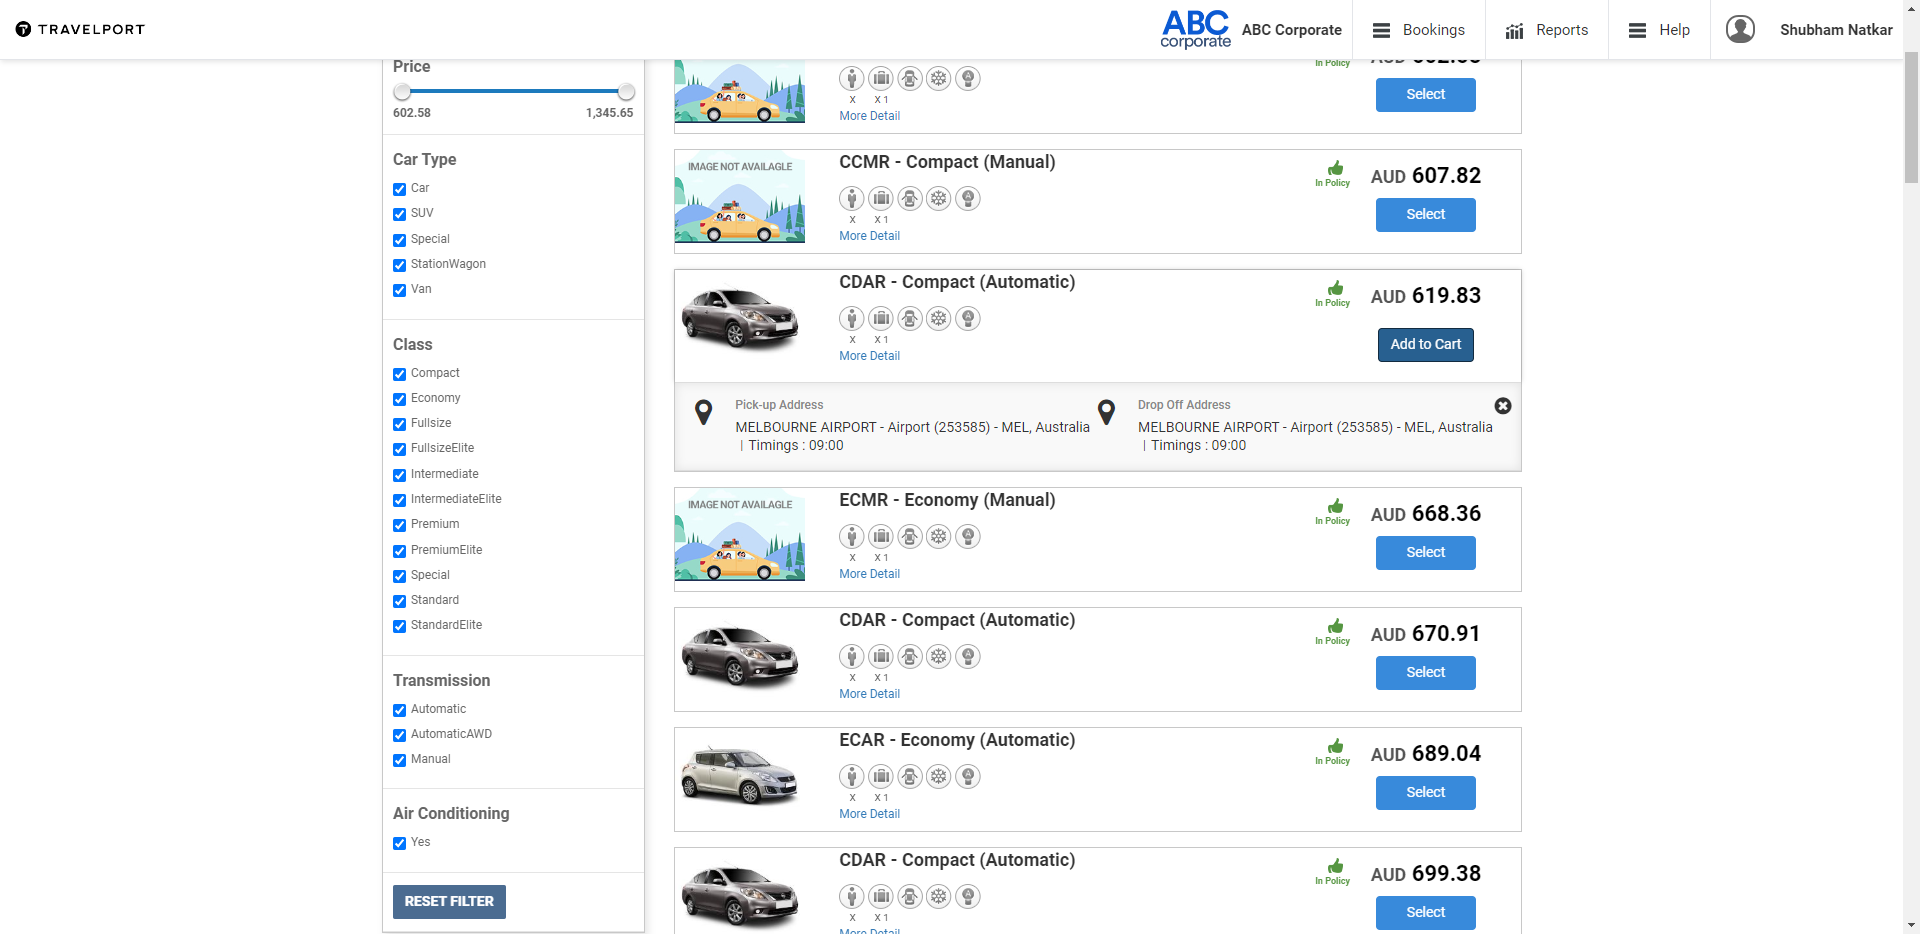 TRAVELPORT
ABC
corporate
ABC Corporate
Bookings
Reports
Help
Shubham Natkar
Price
602.58
1,345.65
Car Type
Car
SUV
Special
StationWagon
Van
Class
Compact
Economy
Fullsize
FullsizeElite
Intermediate
IntermediateElite
Premium
PremiumElite
Special
Standard
StandardElite
Transmission
Automatic
AutomaticAWD
Manual
Air Conditioning
Yes
RESET FILTER
X X 1
More Detail
In Policy
AUD
Select
IMAGE NOT AVAILAGLE
CCMR - Compact (Manual)
X X 1
More Detail
In Policy
AUD 607.82
Select
CDAR - Compact (Automatic)
X X 1
More Detail
In Policy
AUD 619.83
Add to Cart
Pick-up Address
MELBOURNE AIRPORT - Airport (253585) - MEL, Australia
| Timings : 09:00
Drop Off Address
MELBOURNE AIRPORT - Airport (253585) - MEL, Australia
| Timings : 09:00
IMAGE NOT AVAILAGLE
ECMR - Economy (Manual)
X X 1
More Detail
In Policy
AUD 668.36
Select
CDAR - Compact (Automatic)
X X 1
More Detail
In Policy
AUD 670.91
Select
ECAR - Economy (Automatic)
X X 1
More Detail
In Policy
AUD 689.04
Select
CDAR - Compact (Automatic)
X X 1
More Detail
In Policy
AUD 699.38
Select